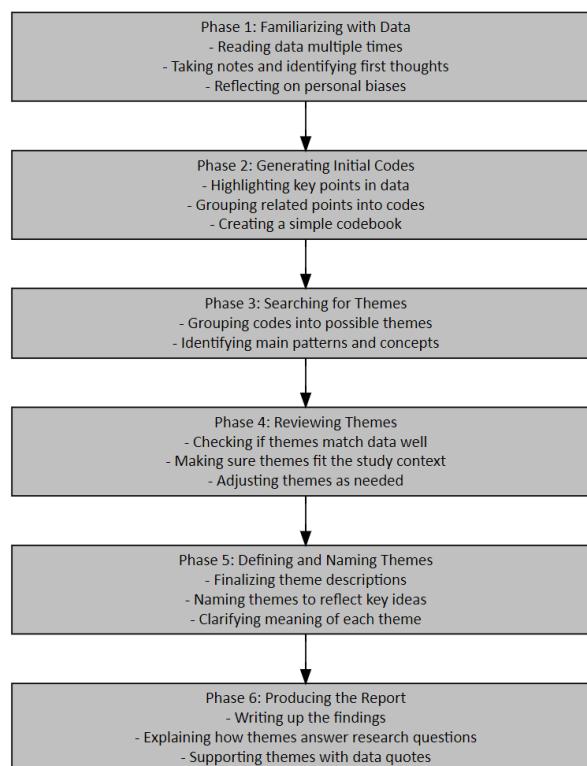 Phase 1: Familiarizing with Data
- Reading data multiple times
- Taking notes and identifying first thoughts
- Reflecting on personal biases
Phase 2: Generating Initial Codes
- Highlighting key points in data
- Grouping related points into codes
- Creating a simple codebook
Phase 3: Searching for Themes
- Grouping codes into possible themes
- Identifying main patterns and concepts
Phase 4: Reviewing Themes
- Checking if themes match data well
- Making sure themes fit the study context
- Adjusting themes as needed
Phase 5: Defining and Naming Themes
- Finalizing theme descriptions
- Naming themes to reflect key ideas
- Clarifying meaning of each theme
Phase 6: Producing the Report
- Writing up the findings
- Explaining how themes answer research questions
- Supporting themes with data quotes